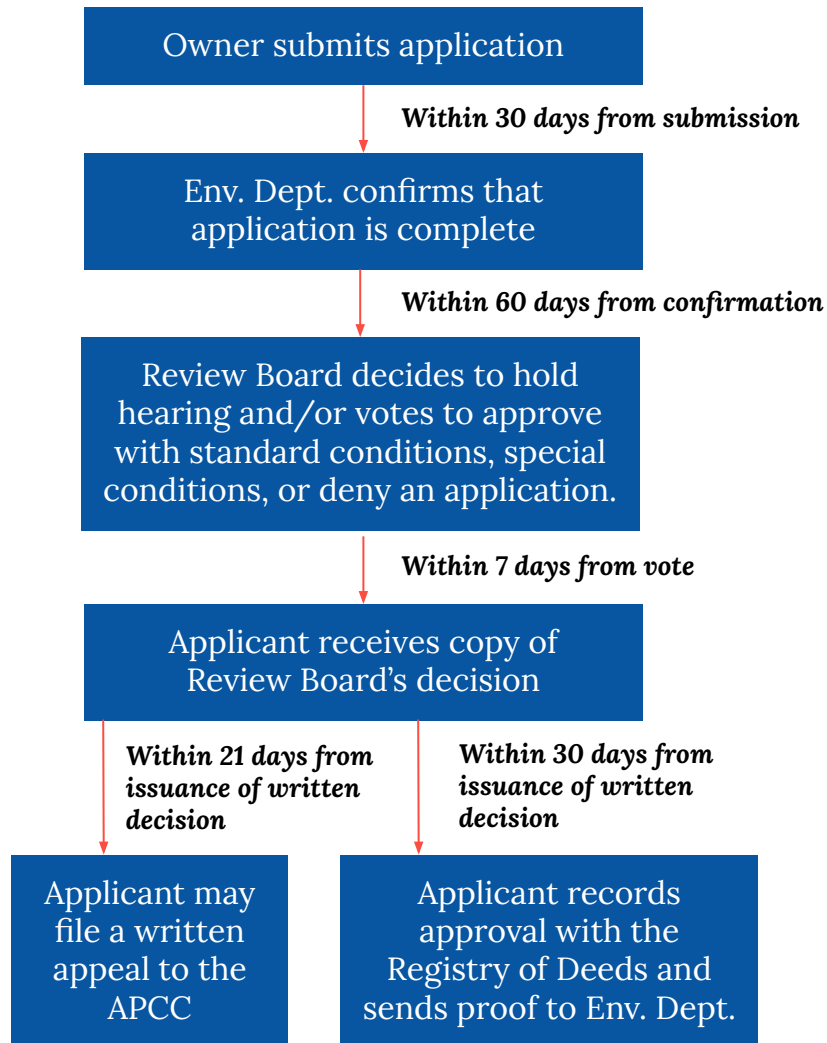 Owner submits application
Within 30 days from submission
Env. Dept. confirms that
application is complete
Within 60 days from confirmation
Review Board decides to hold
hearing and/or votes to approve
with standard conditions, special
conditions, or deny an application.
Within 7 days from vote
Applicant receives copy of
Review Board’s decision
Within 21 days from
issuance of written
decision
Within 30 days from
issuance of written
decision
Applicant may
file a written
appeal to the
APCC
Applicant records
approval with the
Registry of Deeds and
sends proof to Env. Dept.